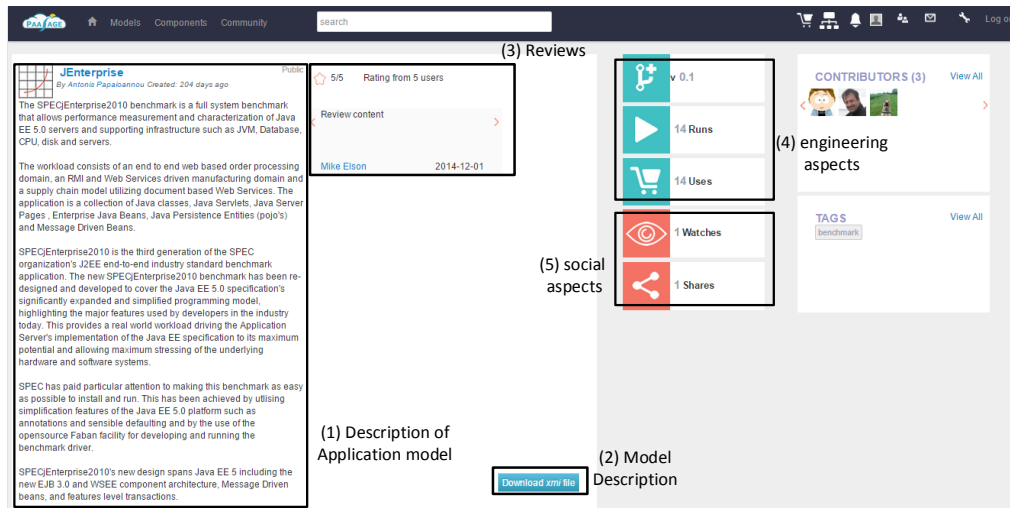 PAASAGE Models Components Community search Log ou
(3) Reviews
JEnterprise Public
By Antonis Papaioannou Created: 204 days ago
The SPECjEnterprise2010 benchmark is a full system benchmark
that allows performance measurement and characterization of Java
EE 5.0 servers and supporting infrastructure such as JVM, Database,
CPU, disk and servers.
The workload consists of an end to end web based order processing
domain, an RMI and Web Services driven manufacturing domain and
a supply chain model utilizing document based Web Services. The
application is a collection of Java classes, Java Servlets, Java Server
Pages , Enterprise Java Beans, Java Persistence Entities (pojo's)
and Message Driven Beans.
SPECjEnterprise2010 is the third generation of the SPEC
organization's J2EE end-to-end industry standard benchmark
application. The new SPECjEnterprise2010 benchmark has been re-
designed and developed to cover the Java EE 5.0 specification's
significantly expanded and simplified programming model,
highlighting the major features used by developers in the industry
today. This provides a real world workload driving the Application
Server's implementation of the Java EE specification to its maximum
potential and allowing maximum stressing of the underlying
hardware and software systems.
SPEC has paid particular attention to making this benchmark as easy
as possible to install and run. This has been achieved by utlising
simplification features of the Java EE 5.0 platform such as
annotations and sensible defaulting and by the use of the
opensource Faban facility for developing and running the
benchmark driver.
SPECjEnterprise2010's new design spans Java EE 5 including the
new EJB 3.0 and WSEE component architecture, Message Driven
beans, and features level transactions.
5/5 Rating from 5 users
Review content
Mike Elson 2014-12-01
(1) Description of
Application model
(2) Model
Description
Download xmi file
v 0.1
14 Runs
14 Uses
(4) engineering
aspects
1 Watches
1 Shares
(5) social
aspects
CONTRIBUTORS (3) View All
TAGS View All
benchmark